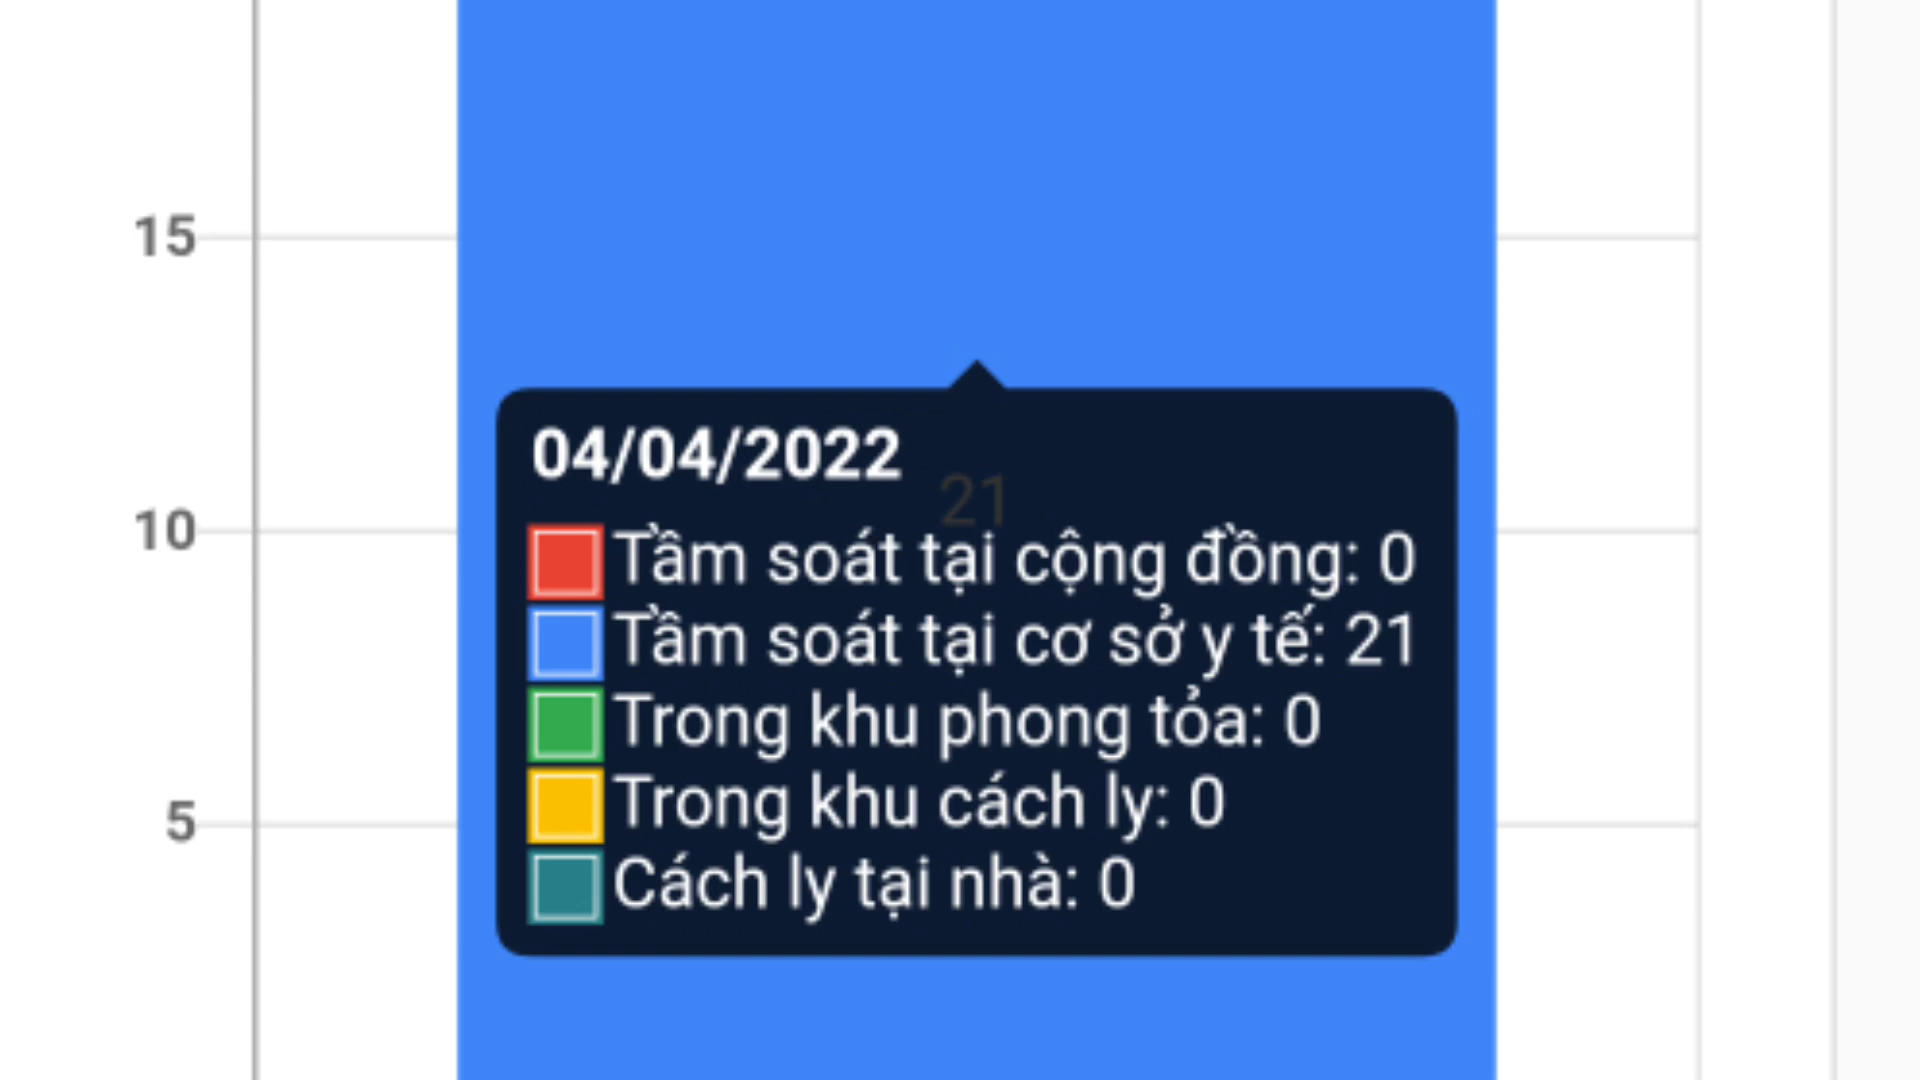 15
10
5
04/04/2022
21
Tầm soát tại cộng đồng: 0
Tầm soát tại cơ sở y tế: 21
Trong khu phong tỏa: 0
Trong khu cách ly: 0
Cách ly tại nhà: 0